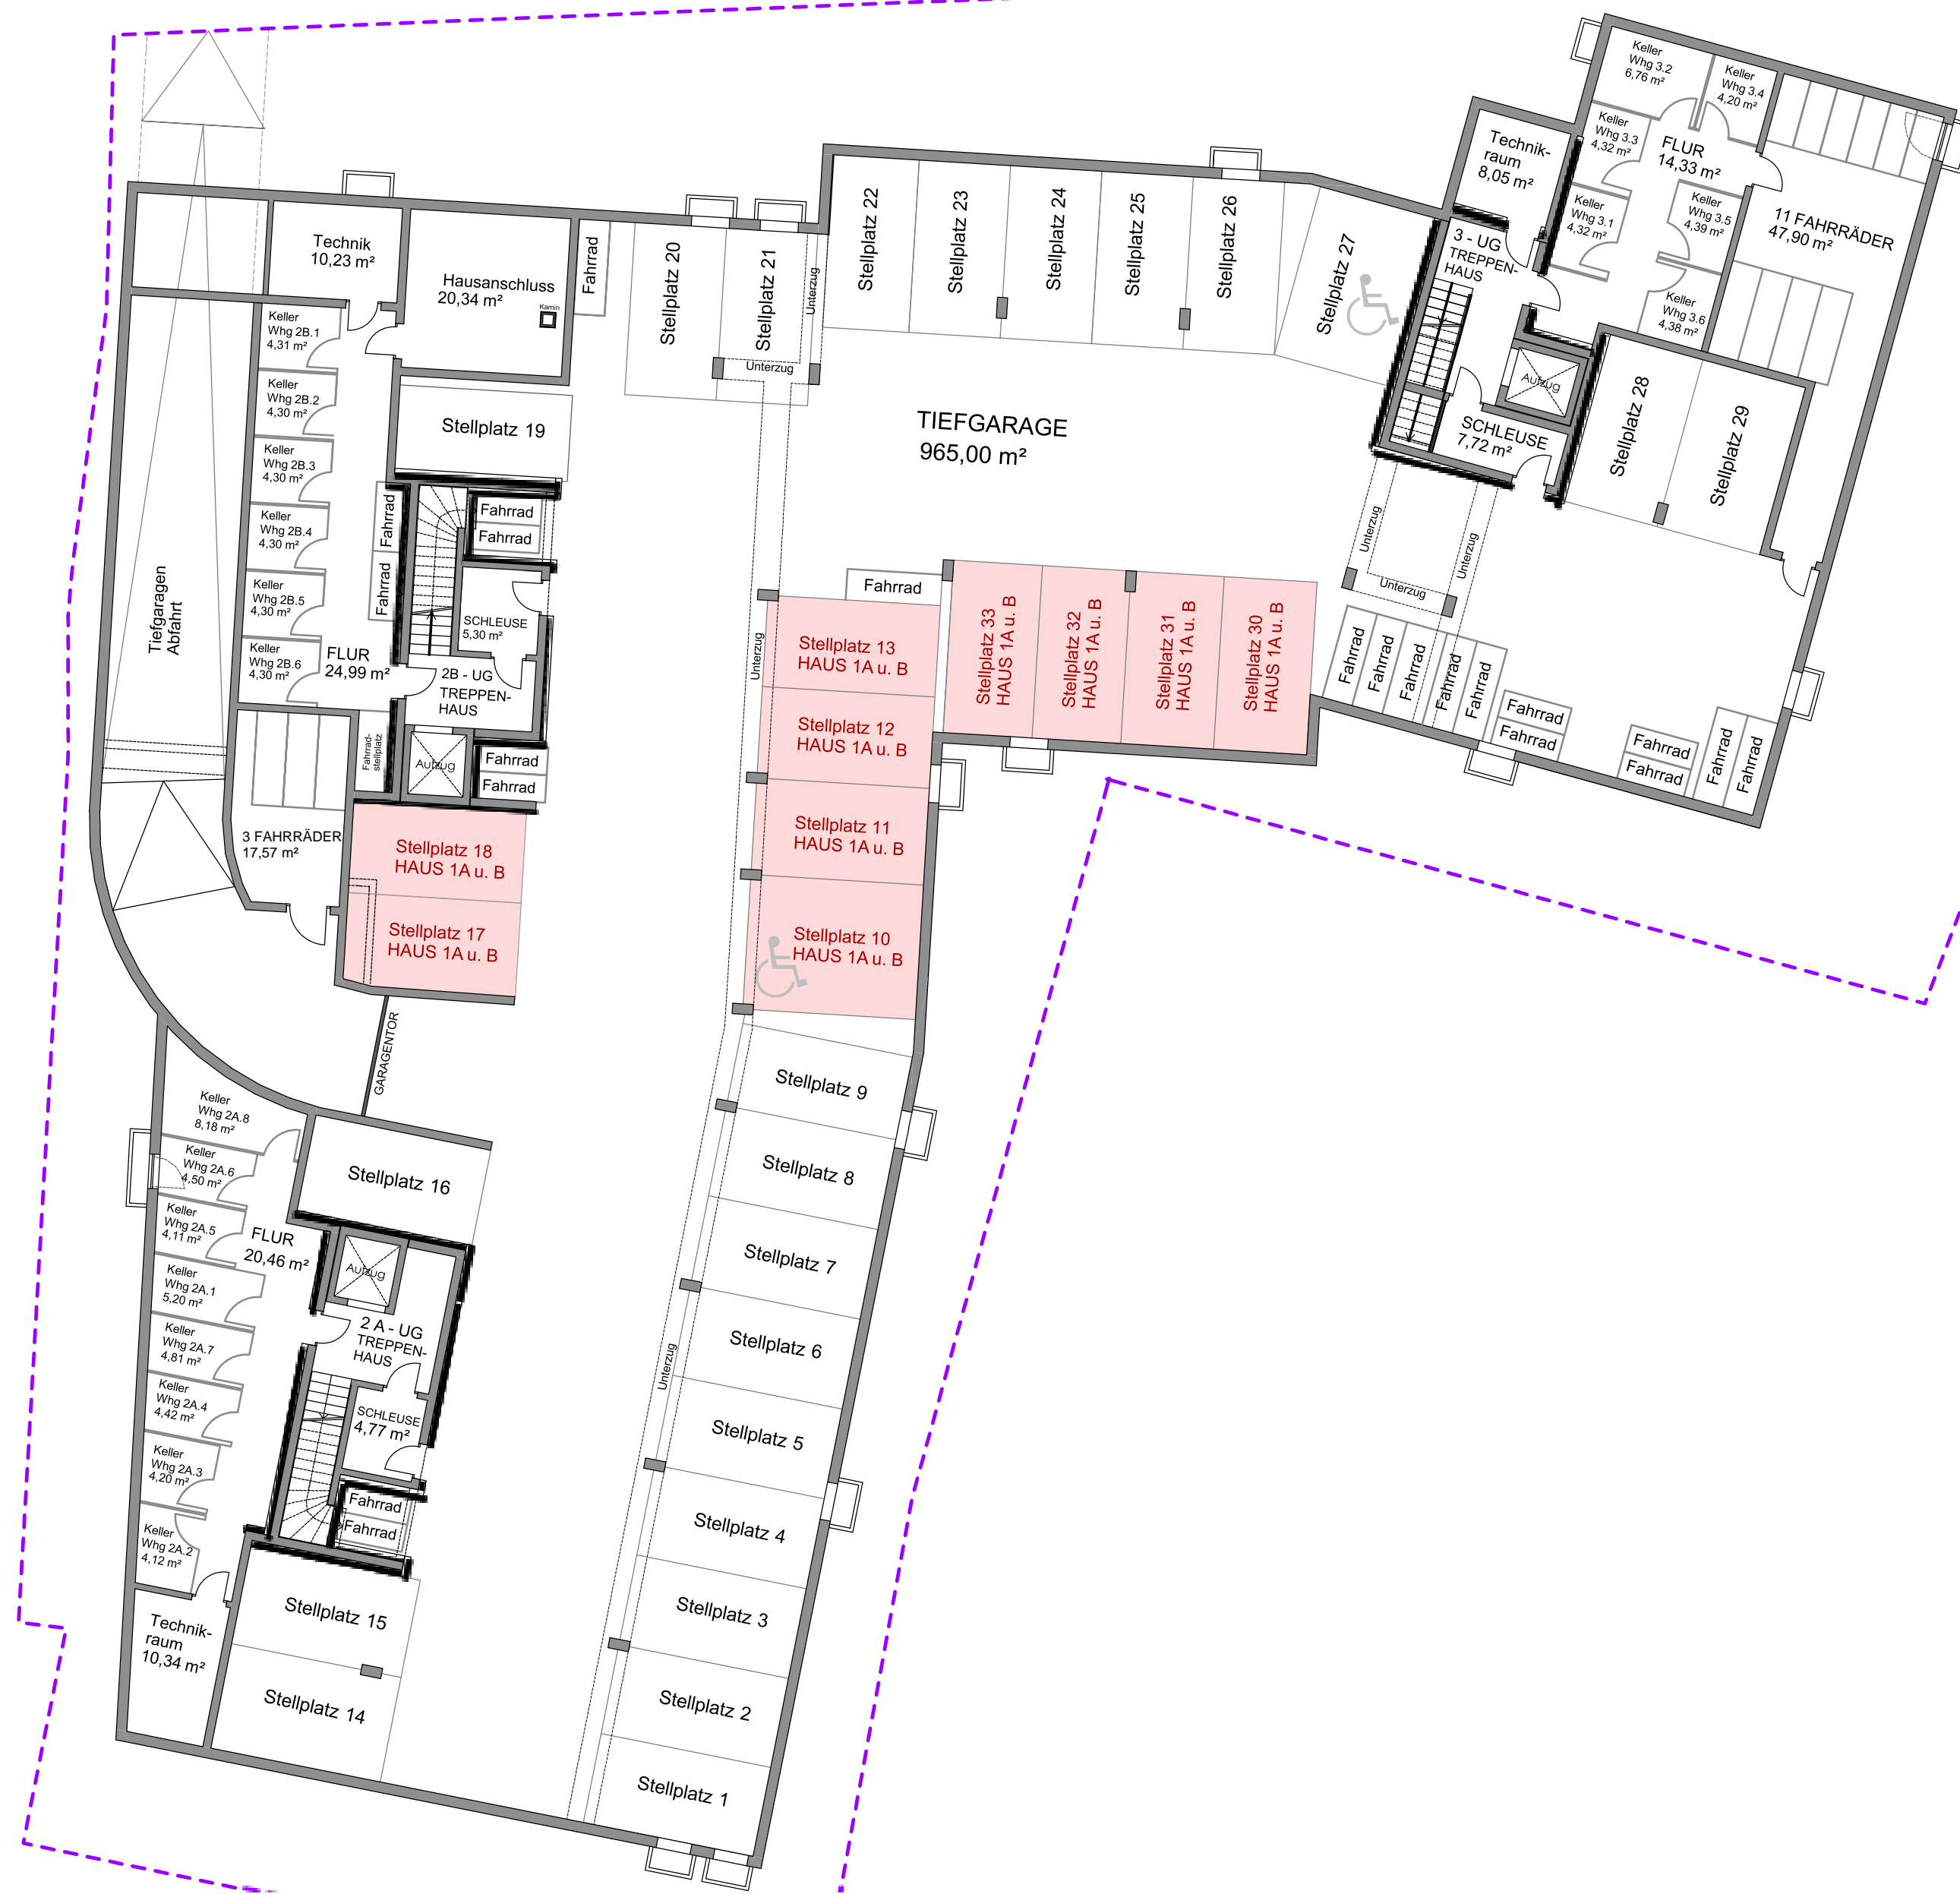 Keller
Whg 3.2
6,76 m²
Keller
Whg 3.4
4,20 m²
Keller
Whg 3.3
4,32 m²
FLUR
14,33 m²
Technik-
raum
8,05 m²
Keller
Whg 3.1
4,32 m²
Keller
Whg 3.5
4,39 m²
11 FAHRRÄDER
47,90 m²
Keller
Whg 3.6
4,38 m²
3 - UG
TREPPEN-
HAUS
Aufzug
SCHLEUSE
7,72 m²
Technik
10,23 m²
Hausanschluss
20,34 m²
Kamin
Fahrrad
Stellplatz 20
Stellplatz 21
Unterzug
Unterzug
Stellplatz 22
Stellplatz 23
Stellplatz 24
Stellplatz 25
Stellplatz 26
Stellplatz 27
Stellplatz 28
Stellplatz 29
TIEFGARAGE
965,00 m²
Keller
Whg 2B.1
4,31 m²
Keller
Whg 2B.2
4,30 m²
Keller
Whg 2B.3
4,30 m²
Keller
Whg 2B.4
4,30 m²
Keller
Whg 2B.5
4,30 m²
Keller
Whg 2B.6
4,30 m²
FLUR
24,99 m²
Stellplatz 19
Fahrrad
Fahrrad
Fahrrad
Fahrrad
SCHLEUSE
5,30 m²
2B - UG
TREPPEN-
HAUS
Aufzug
Fahrrad
Fahrrad
Fahrrad-
stellplatz
Tiefgaragen
Abfahrt
3 FAHRRÄDER
17,57 m²
Stellplatz 18
HAUS 1A u. B
Stellplatz 17
HAUS 1A u. B
GARAGENTOR
Unterzug
Fahrrad
Stellplatz 13
HAUS 1A u. B
Stellplatz 12
HAUS 1A u. B
Stellplatz 11
HAUS 1A u. B
Stellplatz 10
HAUS 1A u. B
Stellplatz 33
HAUS 1A u. B
Stellplatz 32
HAUS 1A u. B
Stellplatz 31
HAUS 1A u. B
Stellplatz 30
HAUS 1A u. B
Unterzug
Unterzug
Unterzug
Fahrrad
Fahrrad
Fahrrad
Fahrrad
Fahrrad
Fahrrad
Fahrrad
Fahrrad
Fahrrad
Fahrrad
Fahrrad
Keller
Whg 2A.8
8,18 m²
Keller
Whg 2A.6
4,50 m²
Keller
Whg 2A.5
4,11 m²
Keller
Whg 2A.1
5,20 m²
Keller
Whg 2A.7
4,81 m²
Keller
Whg 2A.4
4,42 m²
Keller
Whg 2A.3
4,20 m²
Keller
Whg 2A.2
4,12 m²
FLUR
20,46 m²
Stellplatz 16
Aufzug
2 A - UG
TREPPEN-
HAUS
SCHLEUSE
4,77 m²
Fahrrad
Fahrrad
Technik-
raum
10,34 m²
Stellplatz 15
Stellplatz 14
Unterzug
Stellplatz 9
Stellplatz 8
Stellplatz 7
Stellplatz 6
Stellplatz 5
Stellplatz 4
Stellplatz 3
Stellplatz 2
Stellplatz 1